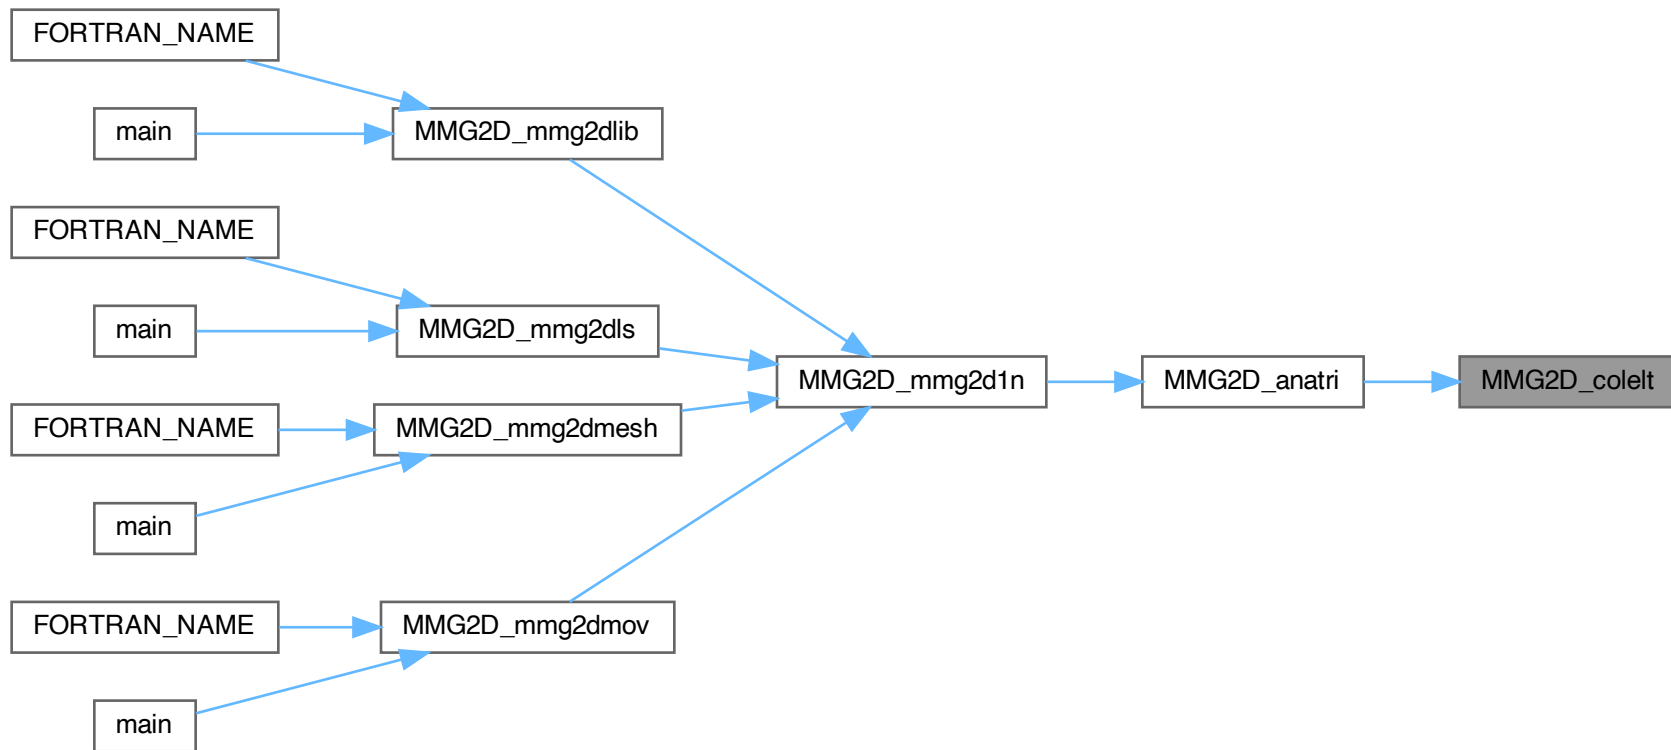 FORTRAN_NAME
main
MMG2D_mmg2dlib
FORTRAN_NAME
main
MMG2D_mmg2dls
MMG2D_mmg2d1n
MMG2D_anatri
MMG2D_colelt
FORTRAN_NAME
MMG2D_mmg2dmesh
main
FORTRAN_NAME
MMG2D_mmg2dmov
main